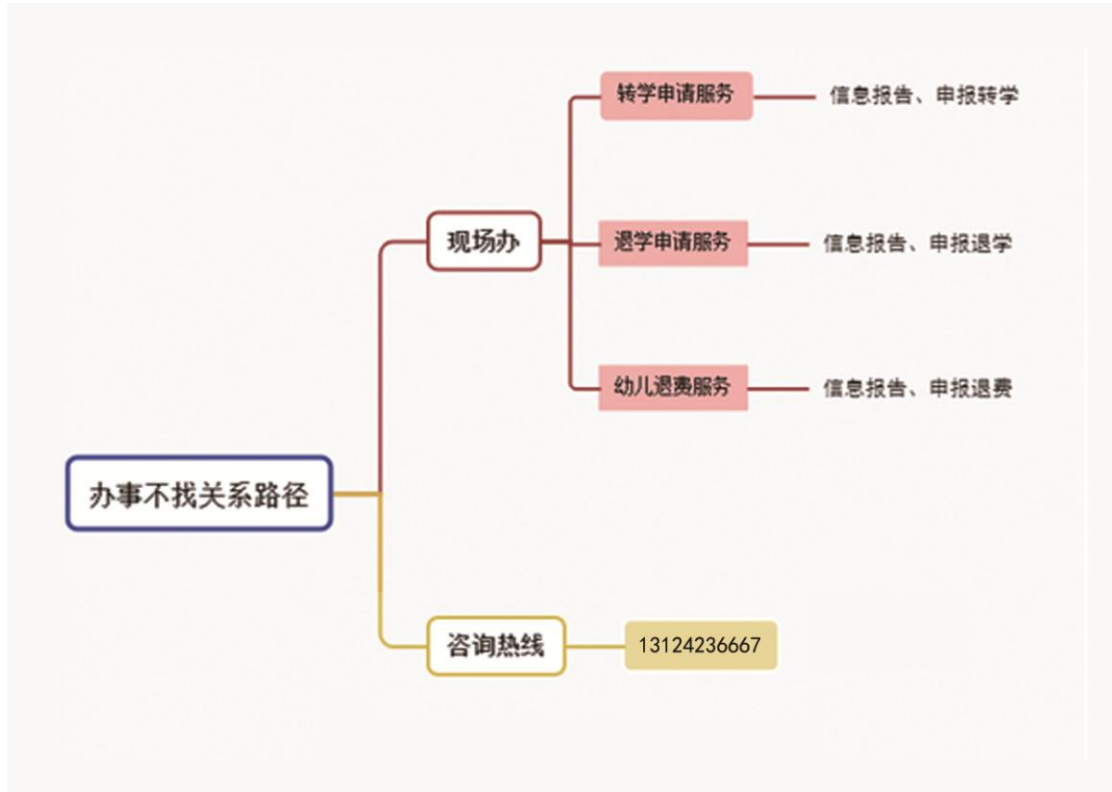 转学申请服务
信息报告、申报转学
现场办
退学申请服务
信息报告、申报退学
幼儿退费服务
信息报告、申报退费
办事不找关系路径
咨询热线
13124236667